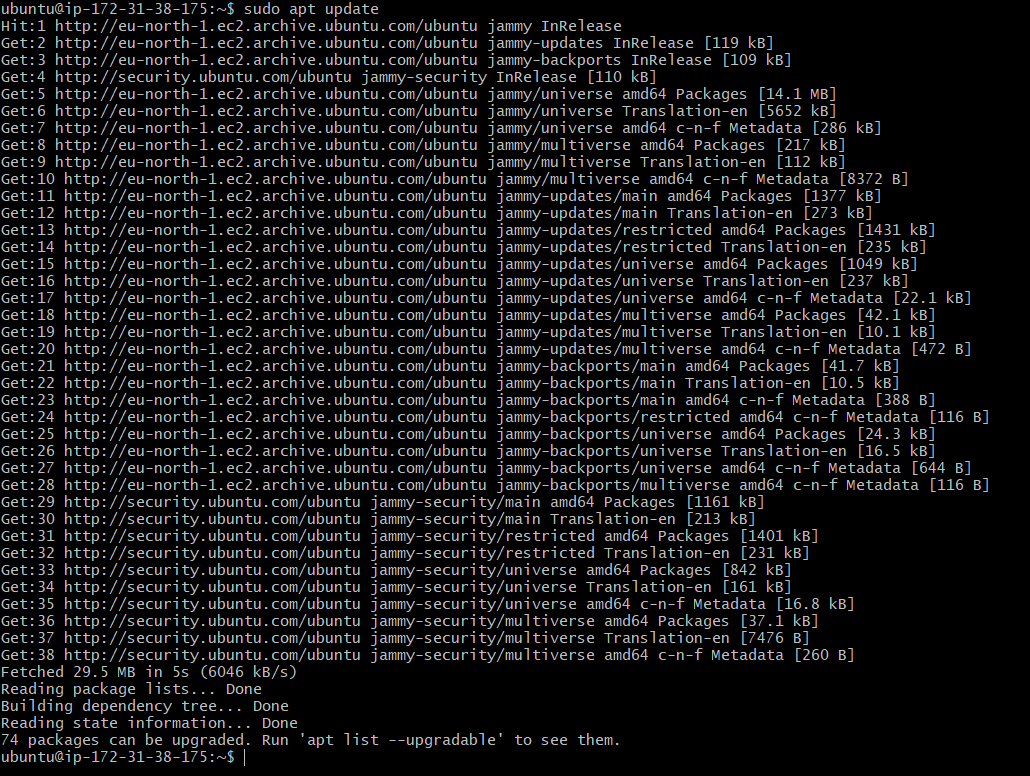 ubuntu@ip-172-31-38-175:~$ sudo apt update
Hit:1 http://eu-north-1.ec2.archive.ubuntu.com/ubuntu jammy InRelease
Get:2 http://eu-north-1.ec2.archive.ubuntu.com/ubuntu jammy-updates InRelease [119 kB]
Get:3 http://eu-north-1.ec2.archive.ubuntu.com/ubuntu jammy-backports InRelease [109 kB]
Get:4 http://security.ubuntu.com/ubuntu jammy-security InRelease [110 kB]
Get:5 http://eu-north-1.ec2.archive.ubuntu.com/ubuntu jammy/universe amd64 Packages [14.1 MB]
Get:6 http://eu-north-1.ec2.archive.ubuntu.com/ubuntu jammy/universe Translation-en [5652 kB]
Get:7 http://eu-north-1.ec2.archive.ubuntu.com/ubuntu jammy/universe amd64 c-n-f Metadata [286 kB]
Get:8 http://eu-north-1.ec2.archive.ubuntu.com/ubuntu jammy/multiverse amd64 Packages [217 kB]
Get:9 http://eu-north-1.ec2.archive.ubuntu.com/ubuntu jammy/multiverse Translation-en [112 kB]
Get:10 http://eu-north-1.ec2.archive.ubuntu.com/ubuntu jammy/multiverse amd64 c-n-f Metadata [8372 B]
Get:11 http://eu-north-1.ec2.archive.ubuntu.com/ubuntu jammy-updates/main amd64 Packages [1377 kB]
Get:12 http://eu-north-1.ec2.archive.ubuntu.com/ubuntu jammy-updates/main Translation-en [273 kB]
Get:13 http://eu-north-1.ec2.archive.ubuntu.com/ubuntu jammy-updates/restricted amd64 Packages [1431 kB]
Get:14 http://eu-north-1.ec2.archive.ubuntu.com/ubuntu jammy-updates/restricted Translation-en [235 kB]
Get:15 http://eu-north-1.ec2.archive.ubuntu.com/ubuntu jammy-updates/universe amd64 Packages [1049 kB]
Get:16 http://eu-north-1.ec2.archive.ubuntu.com/ubuntu jammy-updates/universe Translation-en [237 kB]
Get:17 http://eu-north-1.ec2.archive.ubuntu.com/ubuntu jammy-updates/universe amd64 c-n-f Metadata [22.1 kB]
Get:18 http://eu-north-1.ec2.archive.ubuntu.com/ubuntu jammy-updates/multiverse amd64 Packages [42.1 kB]
Get:19 http://eu-north-1.ec2.archive.ubuntu.com/ubuntu jammy-updates/multiverse Translation-en [10.1 kB]
Get:20 http://eu-north-1.ec2.archive.ubuntu.com/ubuntu jammy-updates/multiverse amd64 c-n-f Metadata [472 B]
Get:21 http://eu-north-1.ec2.archive.ubuntu.com/ubuntu jammy-backports/main amd64 Packages [41.7 kB]
Get:22 http://eu-north-1.ec2.archive.ubuntu.com/ubuntu jammy-backports/main Translation-en [10.5 kB]
Get:23 http://eu-north-1.ec2.archive.ubuntu.com/ubuntu jammy-backports/main amd64 c-n-f Metadata [388 B]
Get:24 http://eu-north-1.ec2.archive.ubuntu.com/ubuntu jammy-backports/restricted amd64 c-n-f Metadata [116 B]
Get:25 http://eu-north-1.ec2.archive.ubuntu.com/ubuntu jammy-backports/universe amd64 Packages [24.3 kB]
Get:26 http://eu-north-1.ec2.archive.ubuntu.com/ubuntu jammy-backports/universe Translation-en [16.5 kB]
Get:27 http://eu-north-1.ec2.archive.ubuntu.com/ubuntu jammy-backports/universe amd64 c-n-f Metadata [644 B]
Get:28 http://eu-north-1.ec2.archive.ubuntu.com/ubuntu jammy-backports/multiverse amd64 c-n-f Metadata [116 B]
Get:29 http://security.ubuntu.com/ubuntu jammy-security/main amd64 Packages [1161 kB]
Get:30 http://security.ubuntu.com/ubuntu jammy-security/main Translation-en [213 kB]
Get:31 http://security.ubuntu.com/ubuntu jammy-security/restricted amd64 Packages [1401 kB]
Get:32 http://security.ubuntu.com/ubuntu jammy-security/restricted Translation-en [231 kB]
Get:33 http://security.ubuntu.com/ubuntu jammy-security/universe amd64 Packages [842 kB]
Get:34 http://security.ubuntu.com/ubuntu jammy-security/universe Translation-en [161 kB]
Get:35 http://security.ubuntu.com/ubuntu jammy-security/universe amd64 c-n-f Metadata [16.8 kB]
Get:36 http://security.ubuntu.com/ubuntu jammy-security/multiverse amd64 Packages [37.1 kB]
Get:37 http://security.ubuntu.com/ubuntu jammy-security/multiverse Translation-en [7476 B]
Get:38 http://security.ubuntu.com/ubuntu jammy-security/multiverse amd64 c-n-f Metadata [260 B]
Fetched 29.5 MB in 5s (6046 kB/s)
Reading package lists... Done
Building dependency tree... Done
Reading state information... Done
74 packages can be upgraded. Run 'apt list --upgradable' to see them.
ubuntu@ip-172-31-38-175:~$